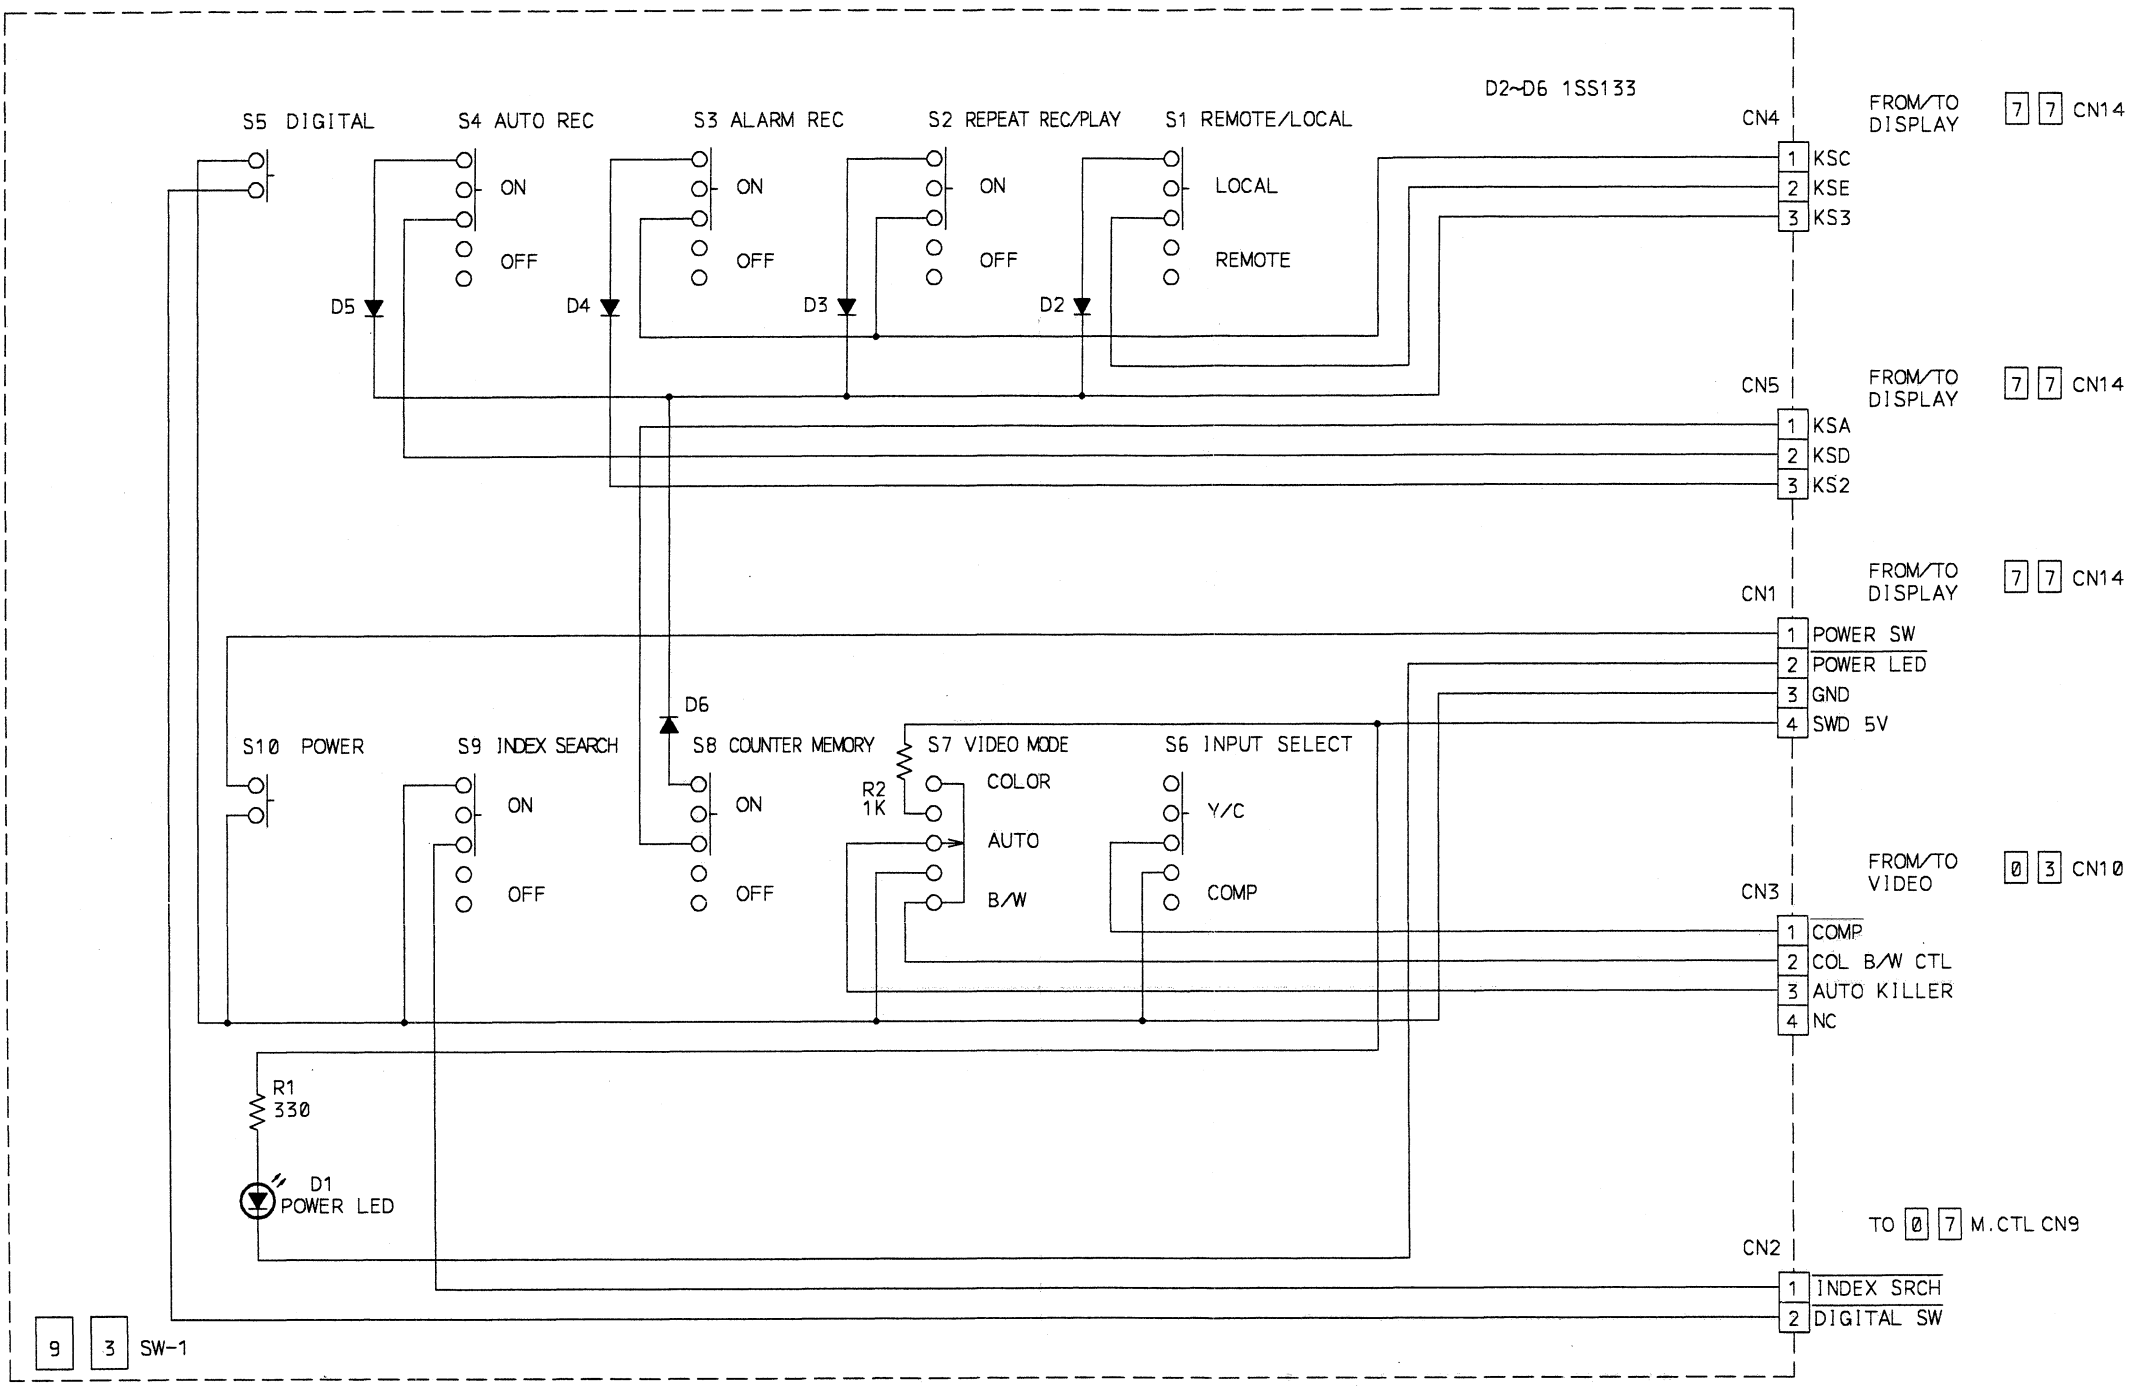 D2~D6 1SS133
S5 DIGITAL
S4 AUTO REC
S3 ALARM REC
S2 REPEAT REC/PLAY
S1 REMOTE/LOCAL
ON
OFF
ON
OFF
ON
OFF
LOCAL
REMOTE
D5
D4
D3
D2
CN4
FROM/TO
DISPLAY
7 7 CN14
1 KSC
2 KSE
3 KS3
CN5
FROM/TO
DISPLAY
7 7 CN14
1 KSA
2 KSD
3 KS2
CN1
FROM/TO
DISPLAY
7 7 CN14
1 POWER SW
2 POWER LED
3 GND
4 SWD 5V
D6
S10 POWER
S9 INDEX SEARCH
S8 COUNTER MEMORY
S7 VIDEO MODE
S6 INPUT SELECT
ON
OFF
ON
OFF
R2
1K
COLOR
AUTO
B/W
Y/C
COMP
CN3
FROM/TO
VIDEO
0 3 CN10
1 COMP
2 COL B/W CTL
3 AUTO KILLER
4 NC
R1
330
D1
POWER LED
TO 0 7 M.CTL CN9
CN2
1 INDEX SRCH
2 DIGITAL SW
9 3 SW-1